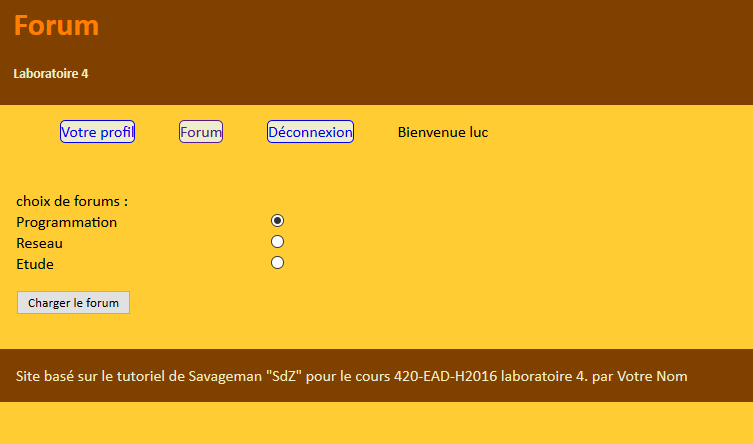 Forum
Laboratoire 4
Votre profil Forum Déconnexion Bienvenue luc
choix de forums :
Programmation
Reseau
Etude
Charger le forum
Site basé sur le tutoriel de Savageman "SdZ" pour le cours 420-EAD-H2016 laboratoire 4. par Votre Nom